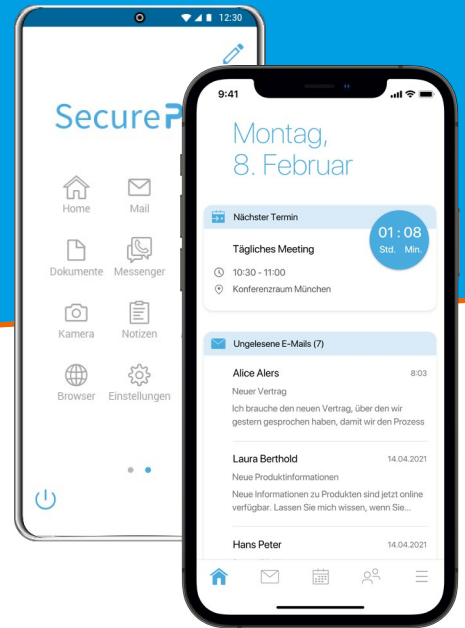 12:30
SecureP
Home
Mail
Dokumente
Messenger
Kamera
Notizen
Browser
Einstellungen
9:41
Montag,
8. Februar
Nächster Termin
01 : 08
Std. Min.
Tägliches Meeting
10:30 - 11:00
Konferenzraum München
Ungelesene E-Mails (7)
Alice Alers 8:03
Neuer Vertrag
Ich brauche den neuen Vertrag, über den wir
gestern gesprochen haben, damit wir den Prozess
Laura Berthold 14.04.2021
Neue Produktinformationen
Neue Informationen zu Produkten sind jetzt online
verfügbar. Lassen Sie mich wissen, wenn Sie...
Hans Peter 14.04.2021